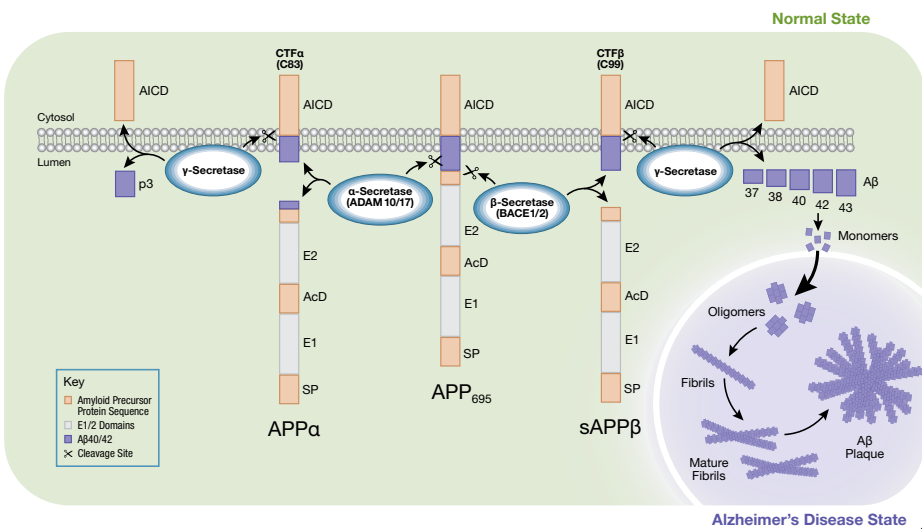 Normal State
CTFα
(C83)
CTFβ
(C99)
AICD
AICD
AICD
AICD
AICD
Cytosol
Lumen
γ-Secretase
p3
α-Secretase
(ADAM 10/17)
β-Secretase
(BACE1/2)
γ-Secretase
Aβ
37
38
40
42
43
Monomers
E2
AcD
E1
SP
APPα
E2
AcD
E1
SP
APP695
E2
AcD
E1
SP
sAPPβ
Oligomers
Fibrils
Mature
Fibrils
Aβ
Plaque
Key
Amyloid Precursor
Protein Sequence
E1/2 Domains
Aβ40/42
Cleavage Site
Alzheimer's Disease State